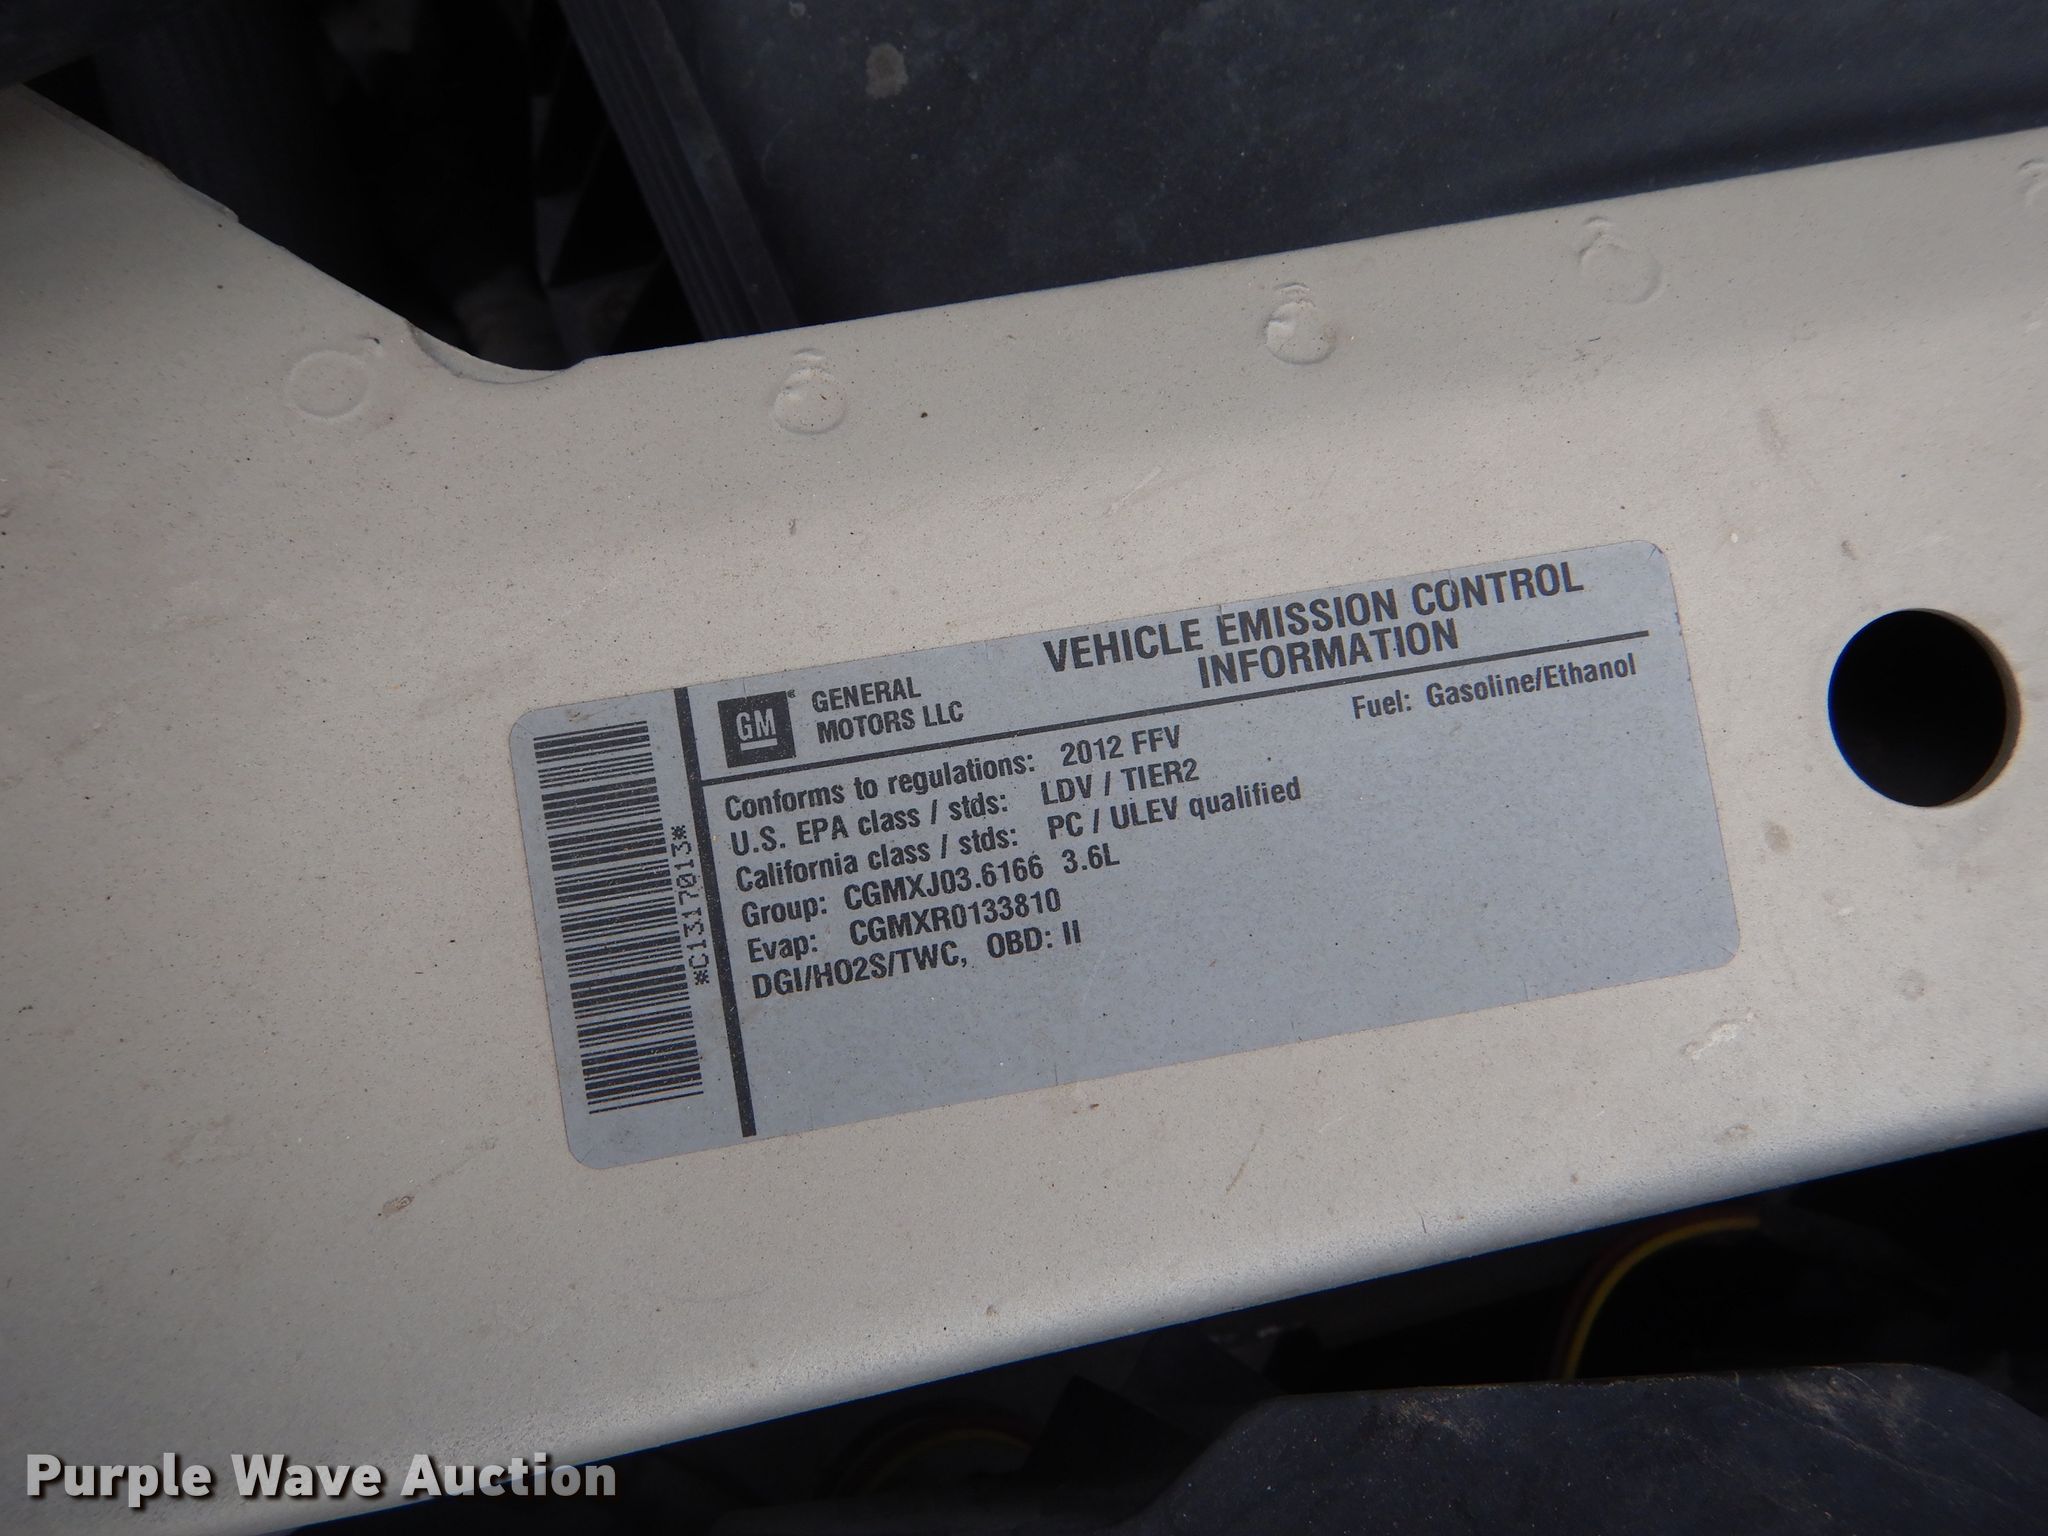 GM
GENERAL
MOTORS LLC
VEHICLE EMISSION CONTROL
INFORMATION
Fuel: Gasoline/Ethanol
Conforms to regulations: 2012 FFV
U.S. EPA class / stds: LDV / TIER2
California class / stds: PC / ULEV qualified
Group: CGMXJ03.6166 3.6L
Evap: CGMXR0133810
DGI/HO2S/TWC, OBD: II
*C1317013*
Purple Wave Auction